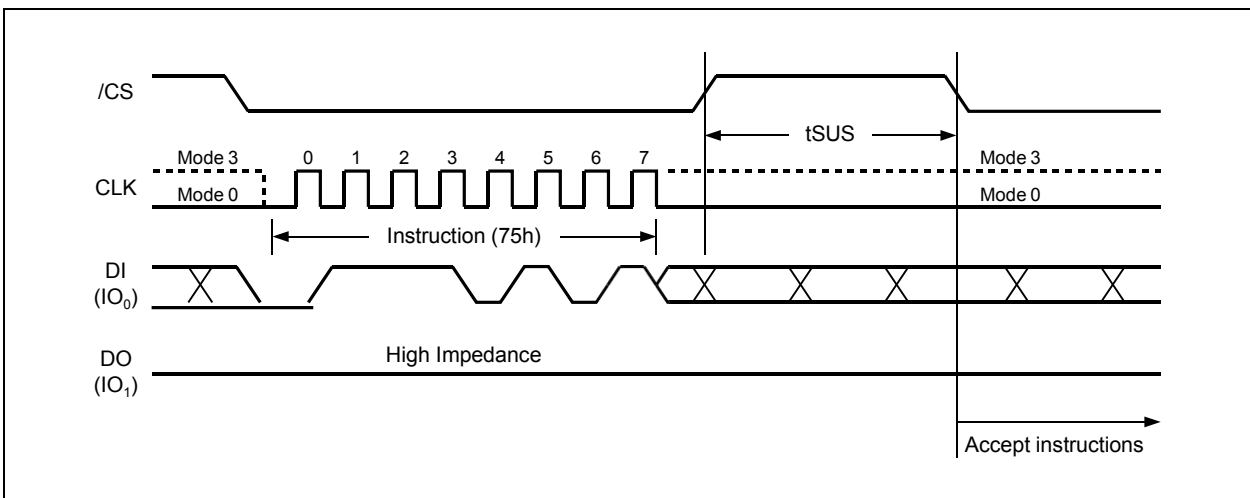 /CS
tSUS
Mode 3 0 1 2 3 4 5 6 7 Mode 3
CLK
Mode 0 Mode 0
Instruction (75h)
DI
(IO₀)
High Impedance
DO
(IO₁)
Accept instructions